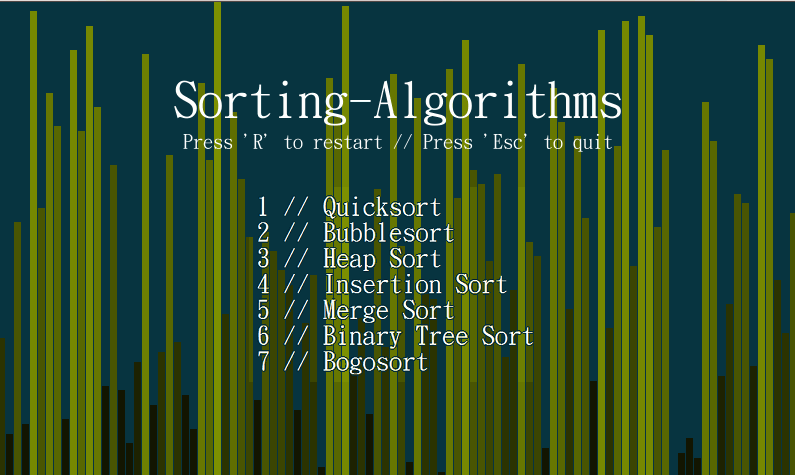 Sorting-Algorithms
Press 'R' to restart // Press 'Esc' to quit
1 // Quicksort
2 // Bubblesort
3 // Heap Sort
4 // Insertion Sort
5 // Merge Sort
6 // Binary Tree Sort
7 // Bogosort